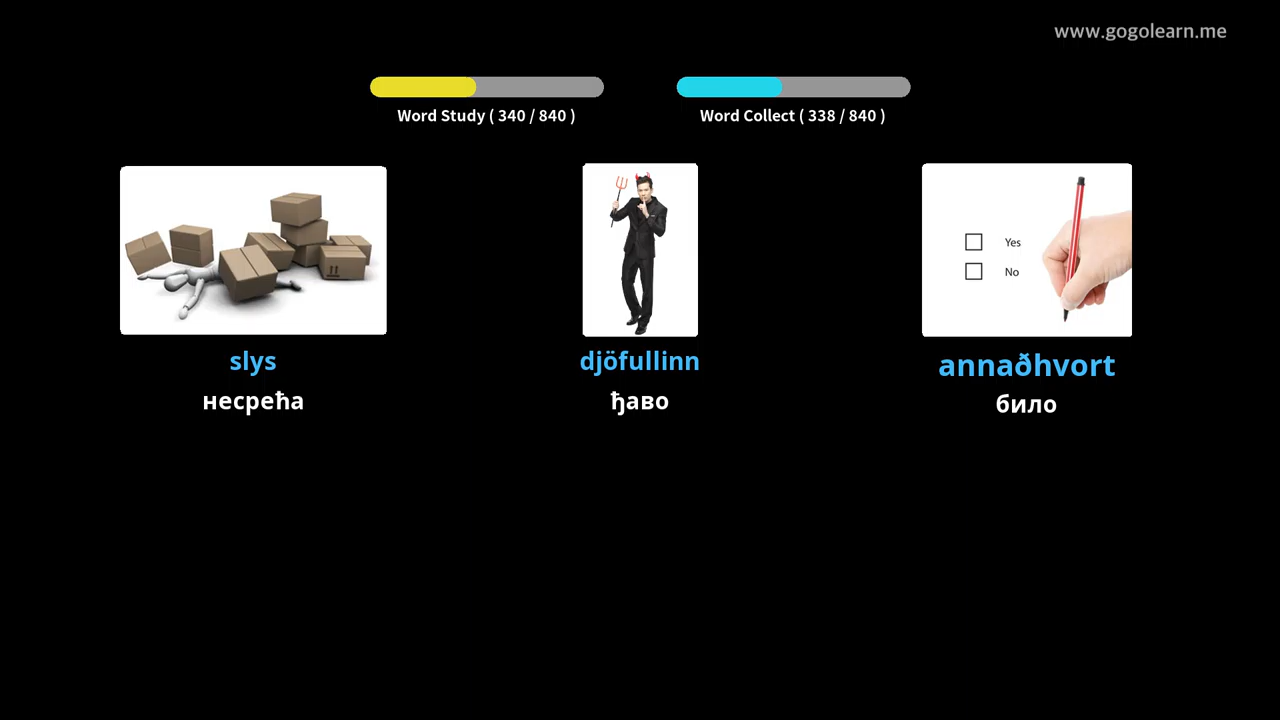 www.gogolearn.me
Word Study ( 340 / 840 )
Word Collect ( 338 / 840 )
Yes
No
slys
djöfullinn
annaðhvort
несрећа
ђаво
било